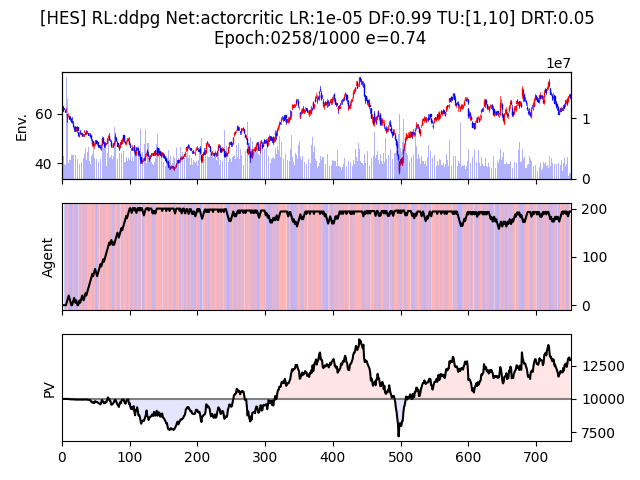 [HES] RL:ddpg Net:actorcritic LR:1e-05 DF:0.99 TU:[1,10] DRT:0.05
Epoch:0258/1000 e=0.74
1e7
Env.
60
40
1
0
Agent
200
100
0
PV
12500
10000
7500
0 100 200 300 400 500 600 700